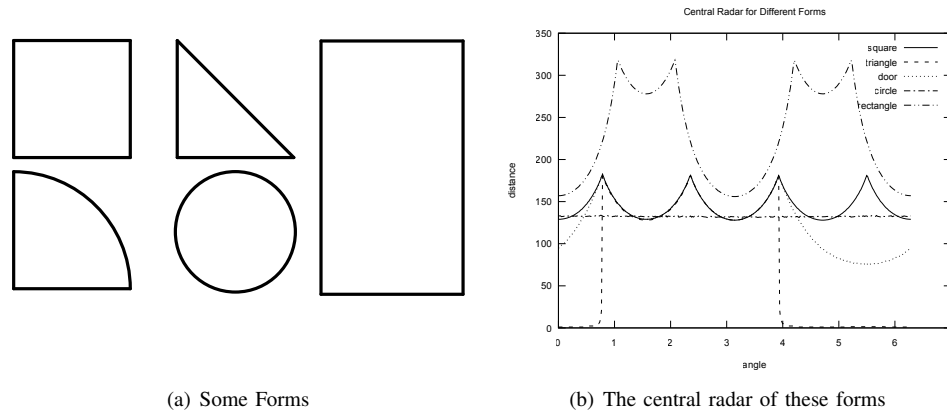 Central Radar for Different Forms
350
300
250
200
150
100
50
0
distance
square
triangle
door
circle
rectangle
0 1 2 3 4 5 6 7
angle
(a) Some Forms
(b) The central radar of these forms